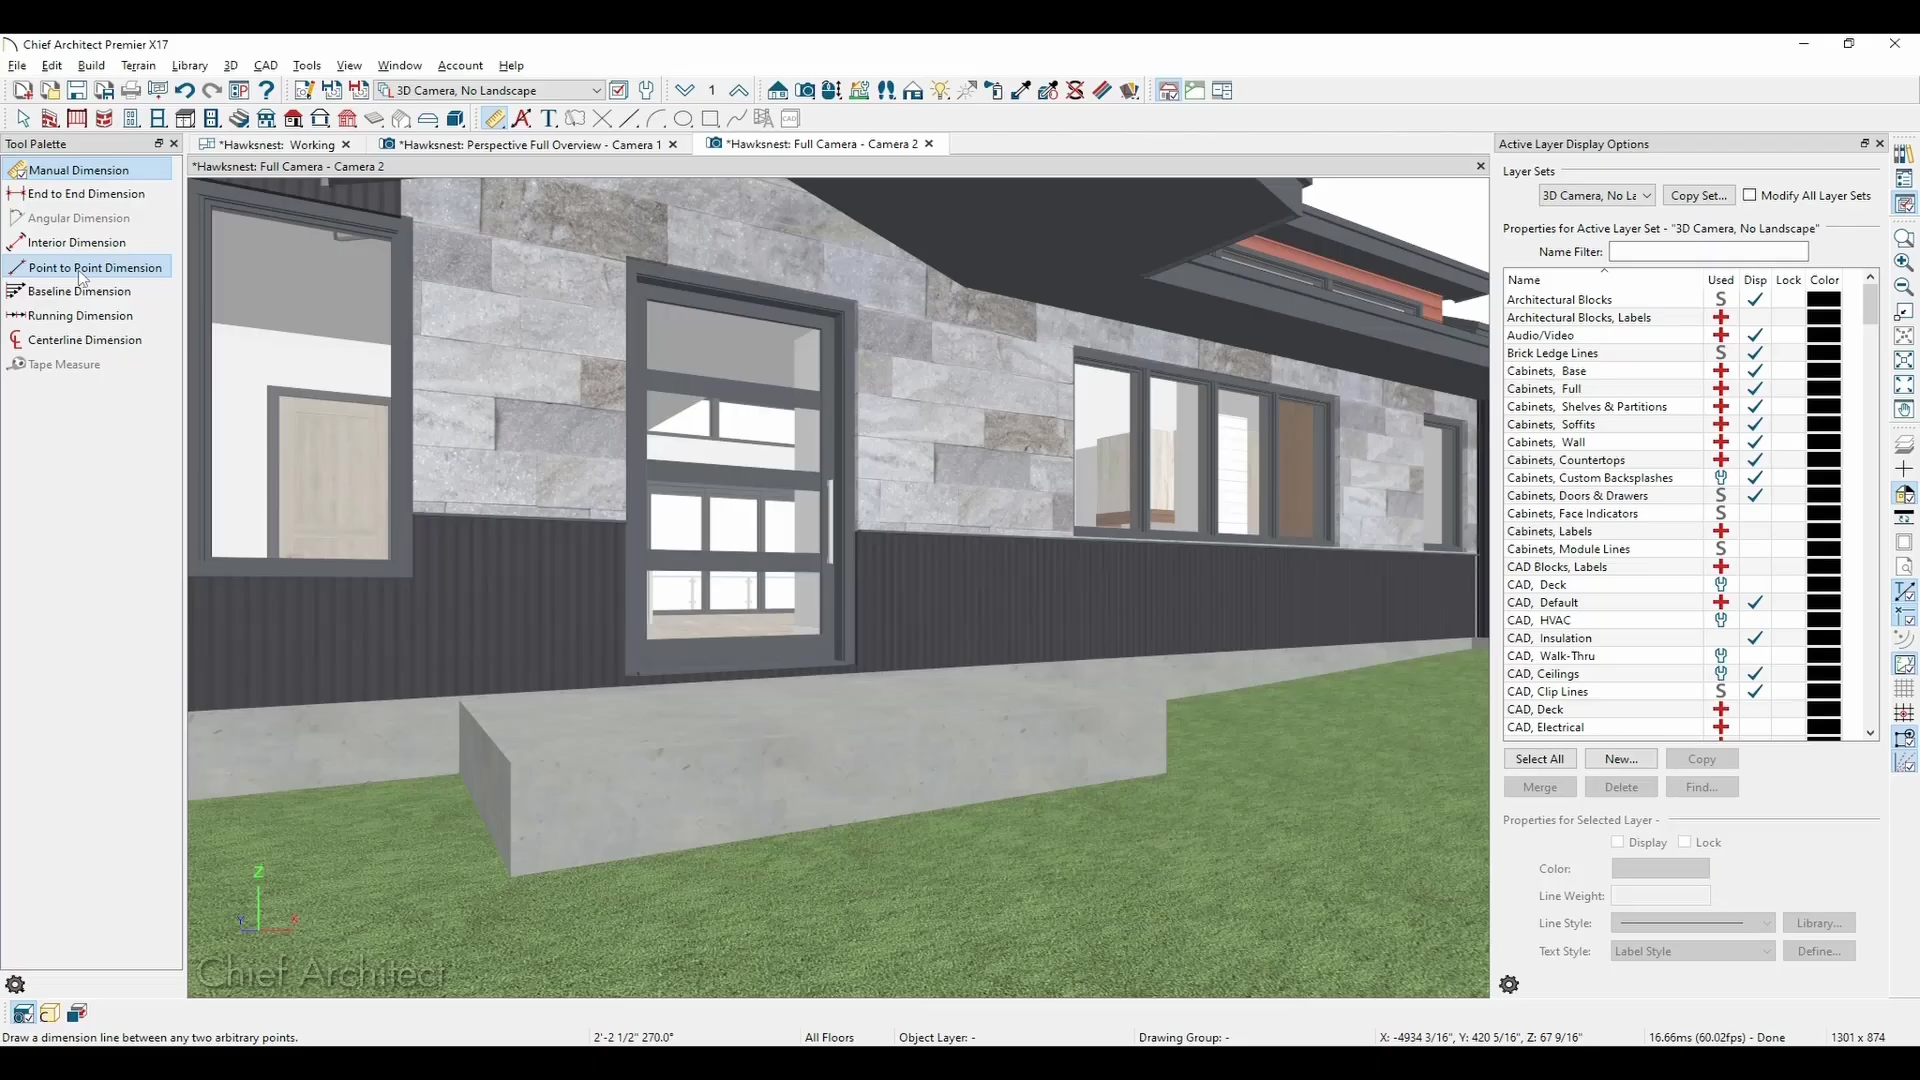 Chief Architect Premier X17
File Edit Build Terrain Library 3D CAD Tools View Window Account Help
3D Camera, No Landscape
1
CAD
Tool Palette
*Hawksnest: Working
*Hawksnest: Perspective Full Overview - Camera 1
*Hawksnest: Full Camera - Camera 2
*Hawksnest: Full Camera - Camera 2
Manual Dimension
End to End Dimension
Angular Dimension
Interior Dimension
Point to Point Dimension
Baseline Dimension
Running Dimension
Centerline Dimension
Tape Measure
Z
X
Y
Chief Architect
Active Layer Display Options
Layer Sets
3D Camera, No La
Copy Set...
Modify All Layer Sets
Properties for Active Layer Set - "3D Camera, No Landscape"
Name Filter:
Name Used Disp Lock Color
Architectural Blocks S
Architectural Blocks, Labels
Audio/Video
Brick Ledge Lines S
Cabinets, Base
Cabinets, Full
Cabinets, Shelves & Partitions
Cabinets, Soffits
Cabinets, Wall
Cabinets, Countertops
Cabinets, Custom Backsplashes
Cabinets, Doors & Drawers S
Cabinets, Face Indicators S
Cabinets, Labels
Cabinets, Module Lines S
CAD Blocks, Labels
CAD, Deck
CAD, Default
CAD, HVAC
CAD, Insulation
CAD, Walk-Thru
CAD, Ceilings
CAD, Clip Lines S
CAD, Deck
CAD, Electrical
Select All New... Copy
Merge Delete Find...
Properties for Selected Layer -
Display Lock
Color:
Line Weight:
Line Style: Library...
Text Style: Label Style Define...
Draw a dimension line between any two arbitrary points.
2'-2 1/2" 270.0°
All Floors
Object Layer: -
Drawing Group: -
X: -4934 3/16", Y: 420 5/16", Z: 67 9/16"
16.66ms (60.02fps) - Done
1301 x 874